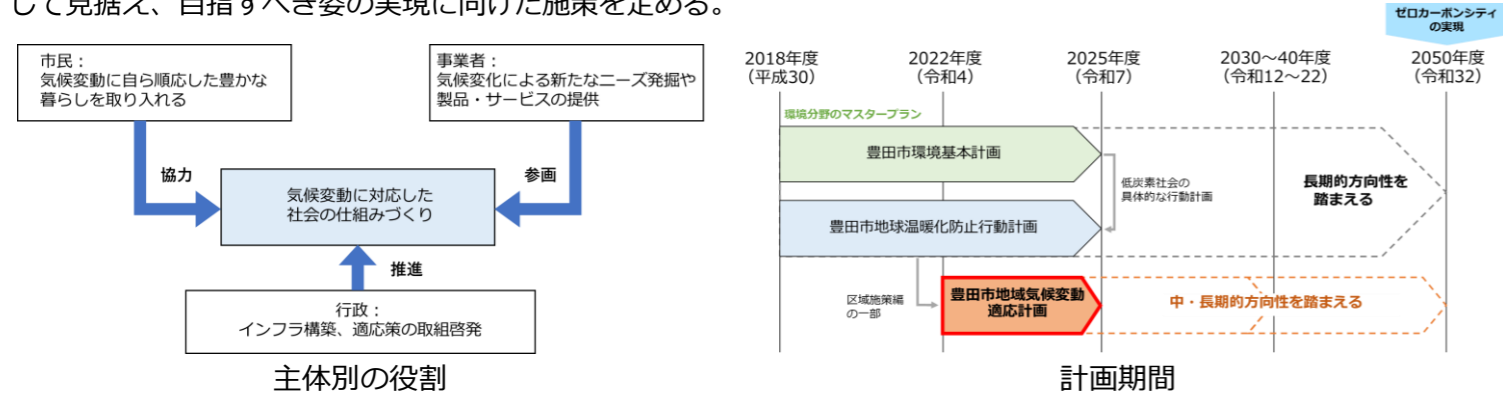 して見据え、目指すべき姿の実現に向けた施策を定める。
市民：
気候変動に自ら順応した豊かな
暮らしを取り入れる
事業者：
気候変化による新たなニーズ発掘や
製品・サービスの提供
協力
参画
気候変動に対応した
社会の仕組みづくり
推進
行政：
インフラ構築、適応策の取組啓発
主体別の役割
ゼロカーボンシティ
の実現
2018年度
（平成30）
2022年度
（令和4）
2025年度
（令和7）
2030～40年度
（令和12～22）
2050年度
（令和32）
環境分野のマスタープラン
豊田市環境基本計画
低炭素社会の
具体的な行動計画
長期的方向性を
踏まえる
豊田市地球温暖化防止行動計画
区域施策編
の一部
豊田市地域気候変動
適応計画
中・長期的方向性を踏まえる
計画期間